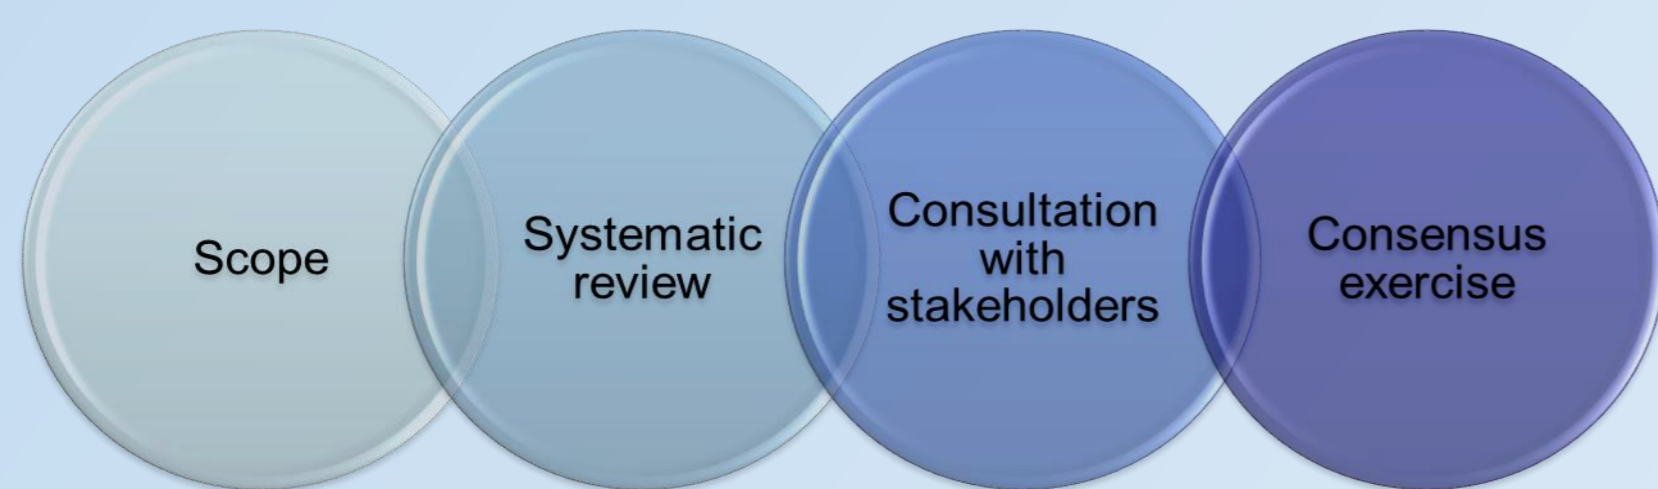 Scope
Systematic
review
Consultation
with
stakeholders
Consensus
exercise